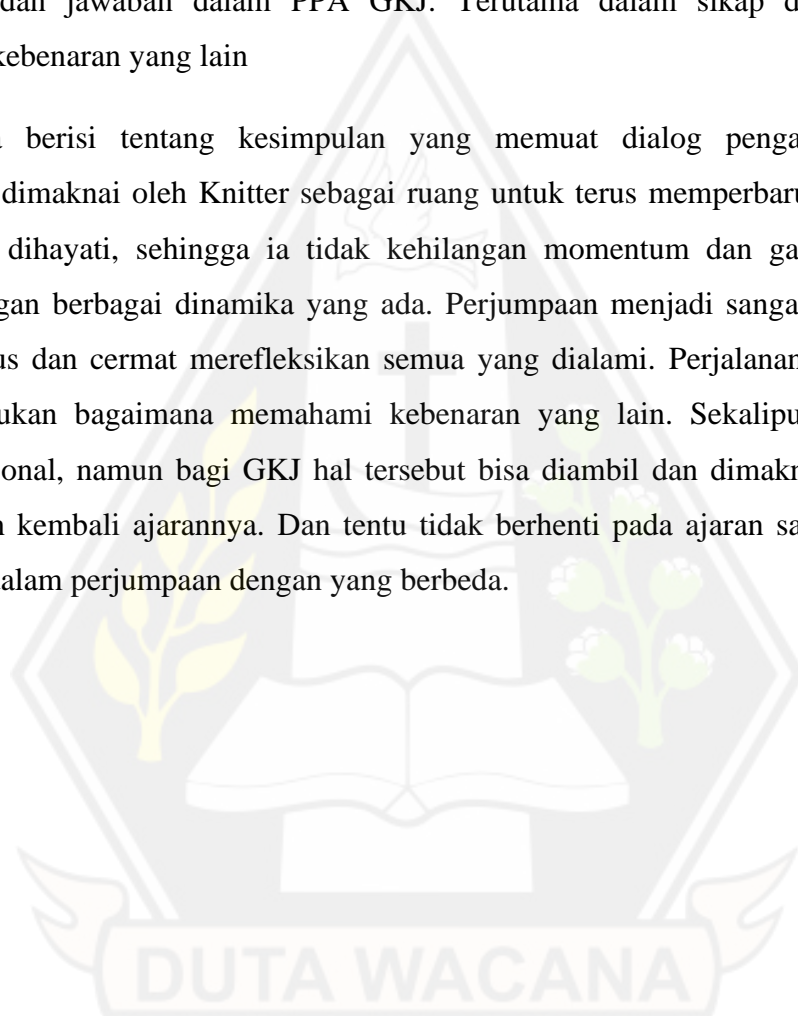 dan jawaban dalam PPA GKJ. Terutama dalam sikap d
kebenaran yang lain
berisi tentang kesimpulan yang memuat dialog penga
dimaknai oleh Knitter sebagai ruang untuk terus memperbaru
dihayati, sehingga ia tidak kehilangan momentum dan ga
gan berbagai dinamika yang ada. Perjumpaan menjadi sanga
us dan cermat merefleksikan semua yang dialami. Perjalanan
ukan bagaimana memahami kebenaran yang lain. Sekalipu
onal, namun bagi GKJ hal tersebut bisa diambil dan dimakn
kembali ajarannya. Dan tentu tidak berhenti pada ajaran sa
dalam perjumpaan dengan yang berbeda.
DUTA WACANA